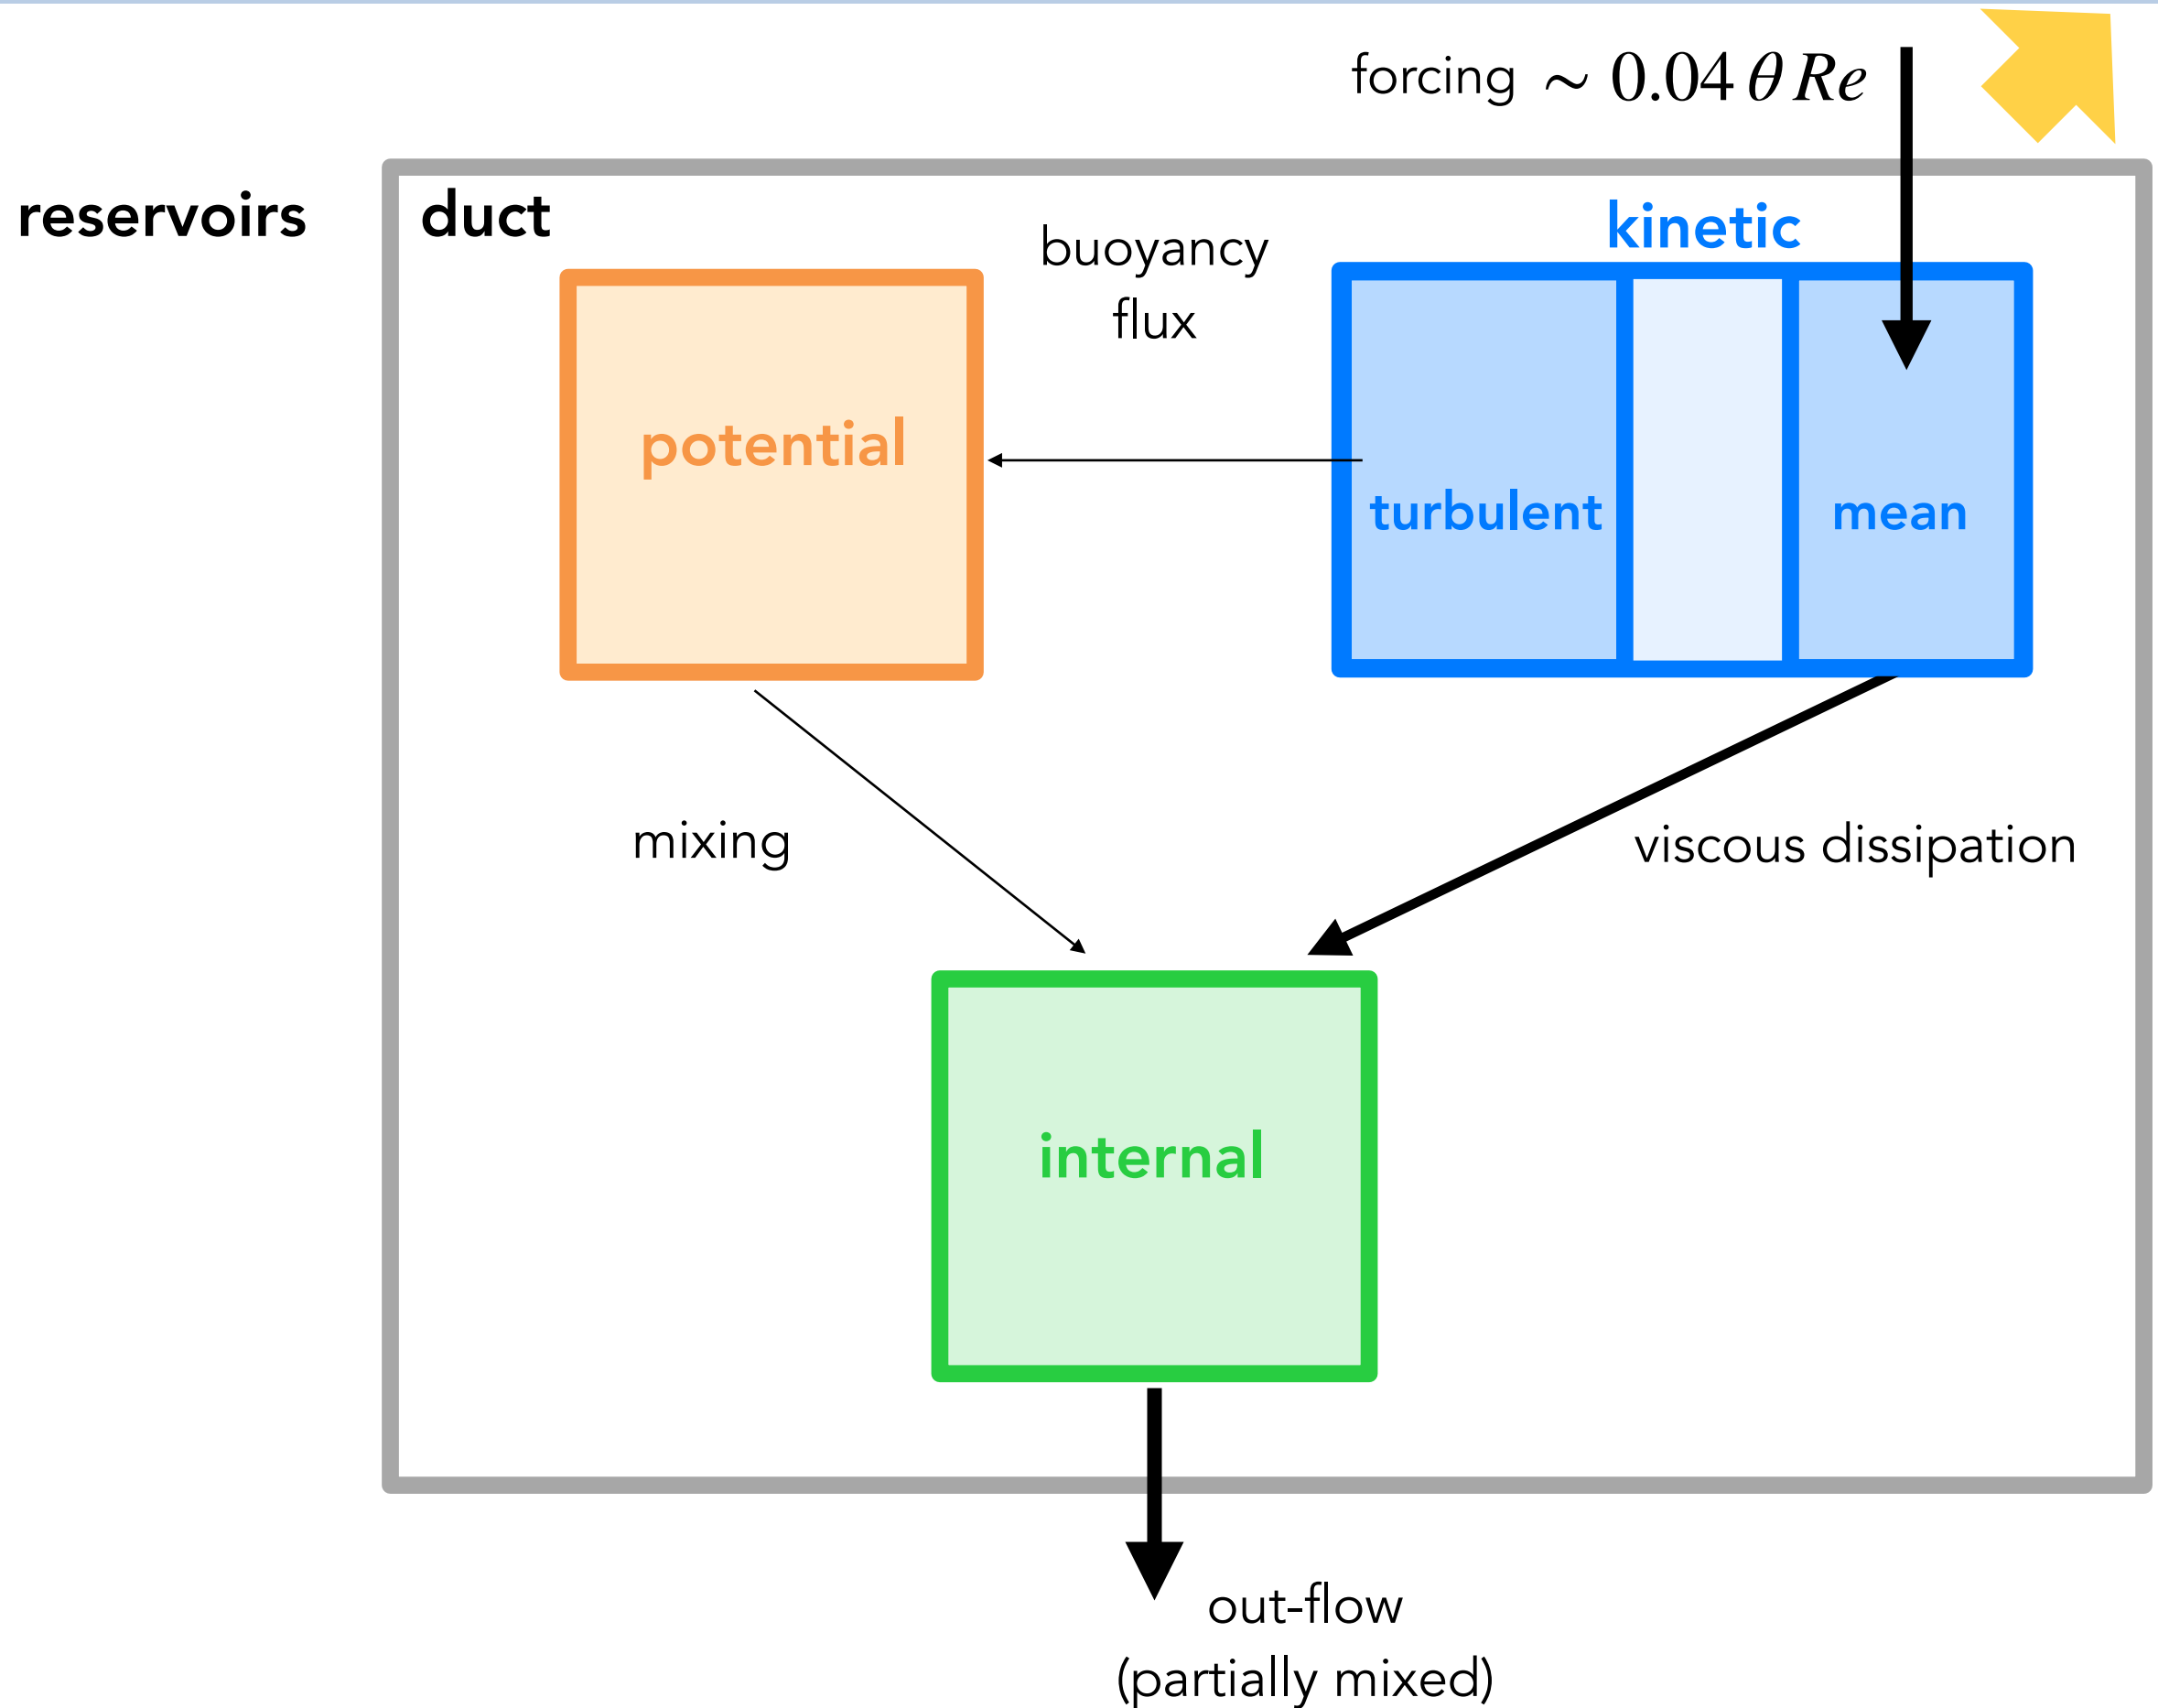 forcing ~ 0.04 θ Re
reservoirs
duct
kinetic
buoyancy
flux
potential
turbulent
mean
mixing
viscous dissipation
internal
out-flow
(partially mixed)